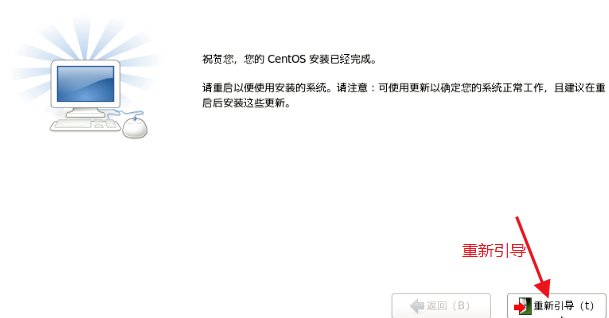 祝贺您，您的 CentOS 安装已经完成。
请重启以便使用安装的系统。请注意：可使用更新以确定您的系统正常工作，且建议在重
启后安装这些更新。
重新引导
返回（B）
重新引导（t）